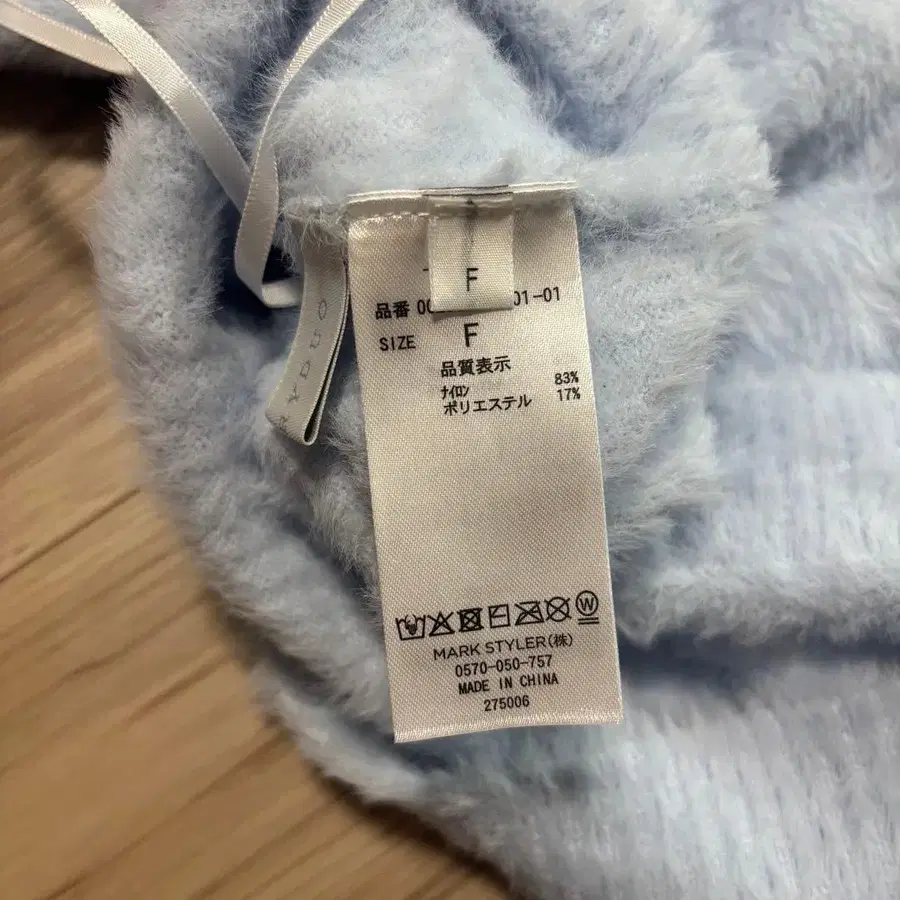 F
品番 00 01-01
SIZE F
品質表示
ﾅｲﾛﾝ 83%
ポリエステル 17%
W
MARK STYLER(株)
0570-050-757
MADE IN CHINA
275006